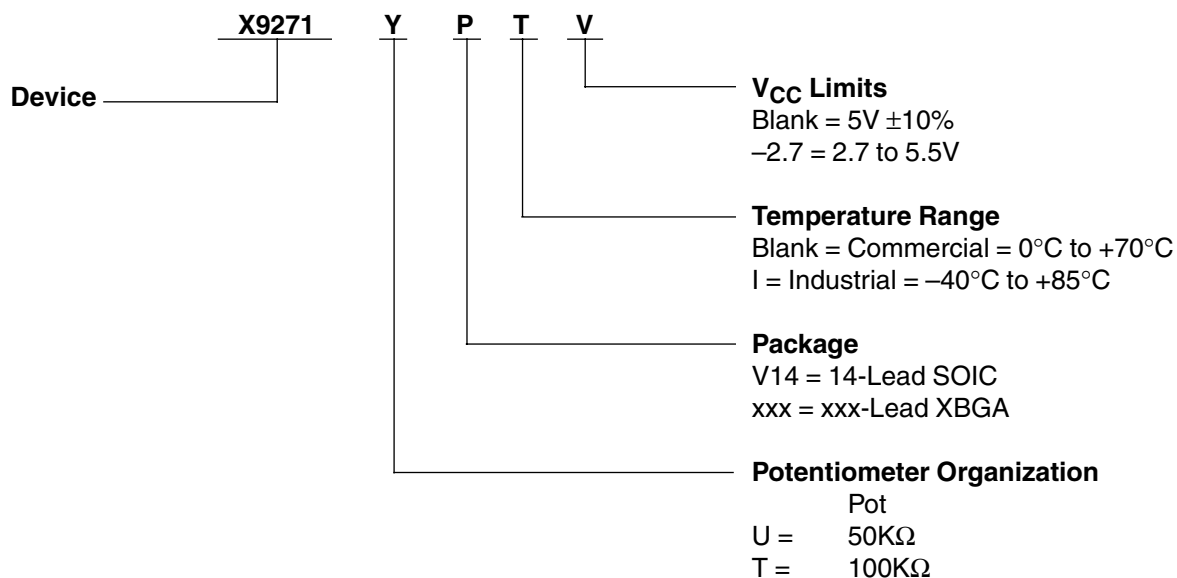 X9271 Y P T V
Device
V_CC Limits
Blank = 5V ±10%
–2.7 = 2.7 to 5.5V
Temperature Range
Blank = Commercial = 0°C to +70°C
I = Industrial = –40°C to +85°C
Package
V14 = 14-Lead SOIC
xxx = xxx-Lead XBGA
Potentiometer Organization
Pot
U = 50KΩ
T = 100KΩ